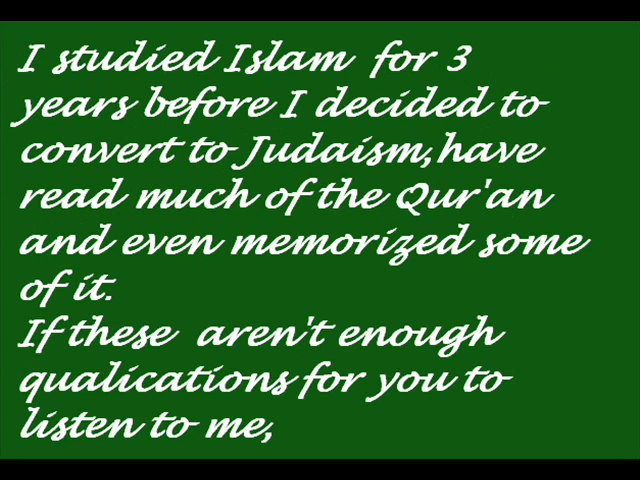 I studied Islam for 3
years before I decided to
convert to Judaism,have
read much of the Qur'an
and even memorized some
of it.
If these aren't enough
qualications for you to
listen to me,